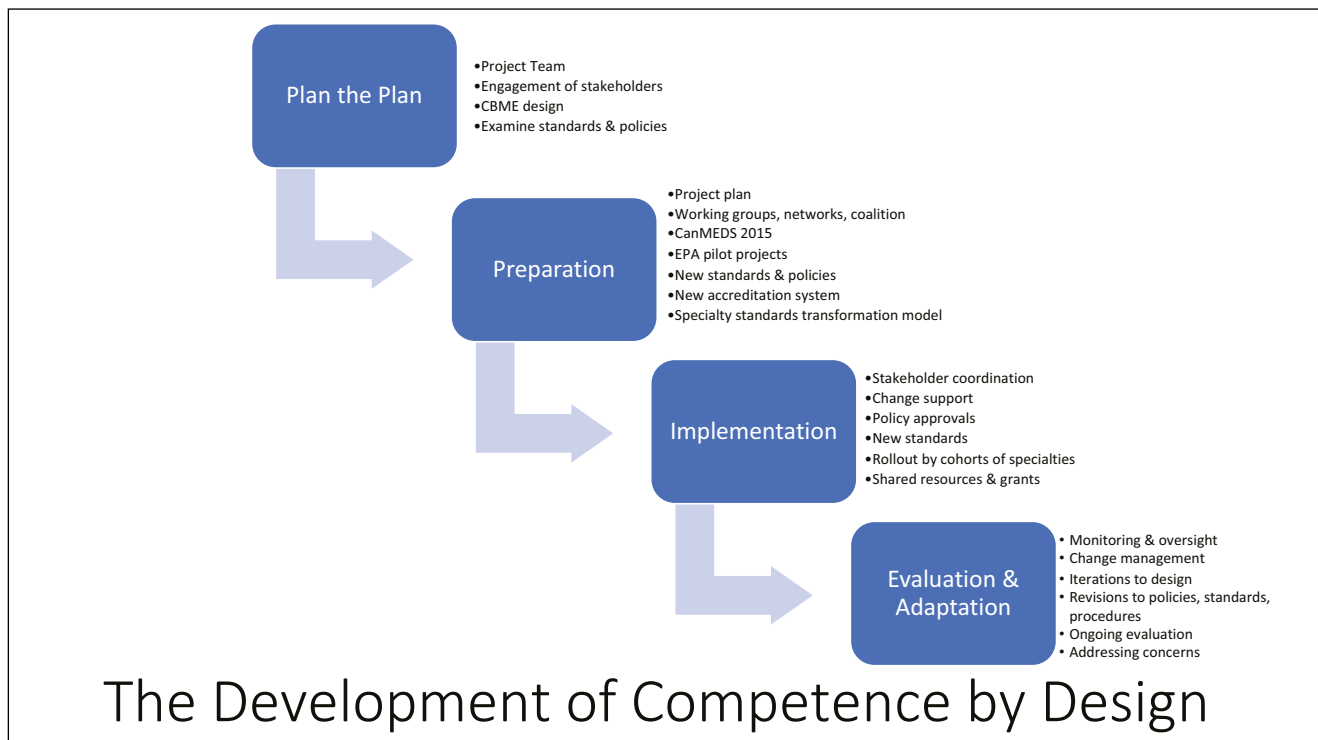 Plan the Plan
•Project Team
•Engagement of stakeholders
•CBME design
•Examine standards & policies
Preparation
•Project plan
•Working groups, networks, coalition
•CanMEDS 2015
•EPA pilot projects
•New standards & policies
•New accreditation system
•Specialty standards transformation model
Implementation
•Stakeholder coordination
•Change support
•Policy approvals
•New standards
•Rollout by cohorts of specialties
•Shared resources & grants
Evaluation &
Adaptation
• Monitoring & oversight
• Change management
• Iterations to design
• Revisions to policies, standards,
procedures
• Ongoing evaluation
• Addressing concerns
The Development of Competence by Design